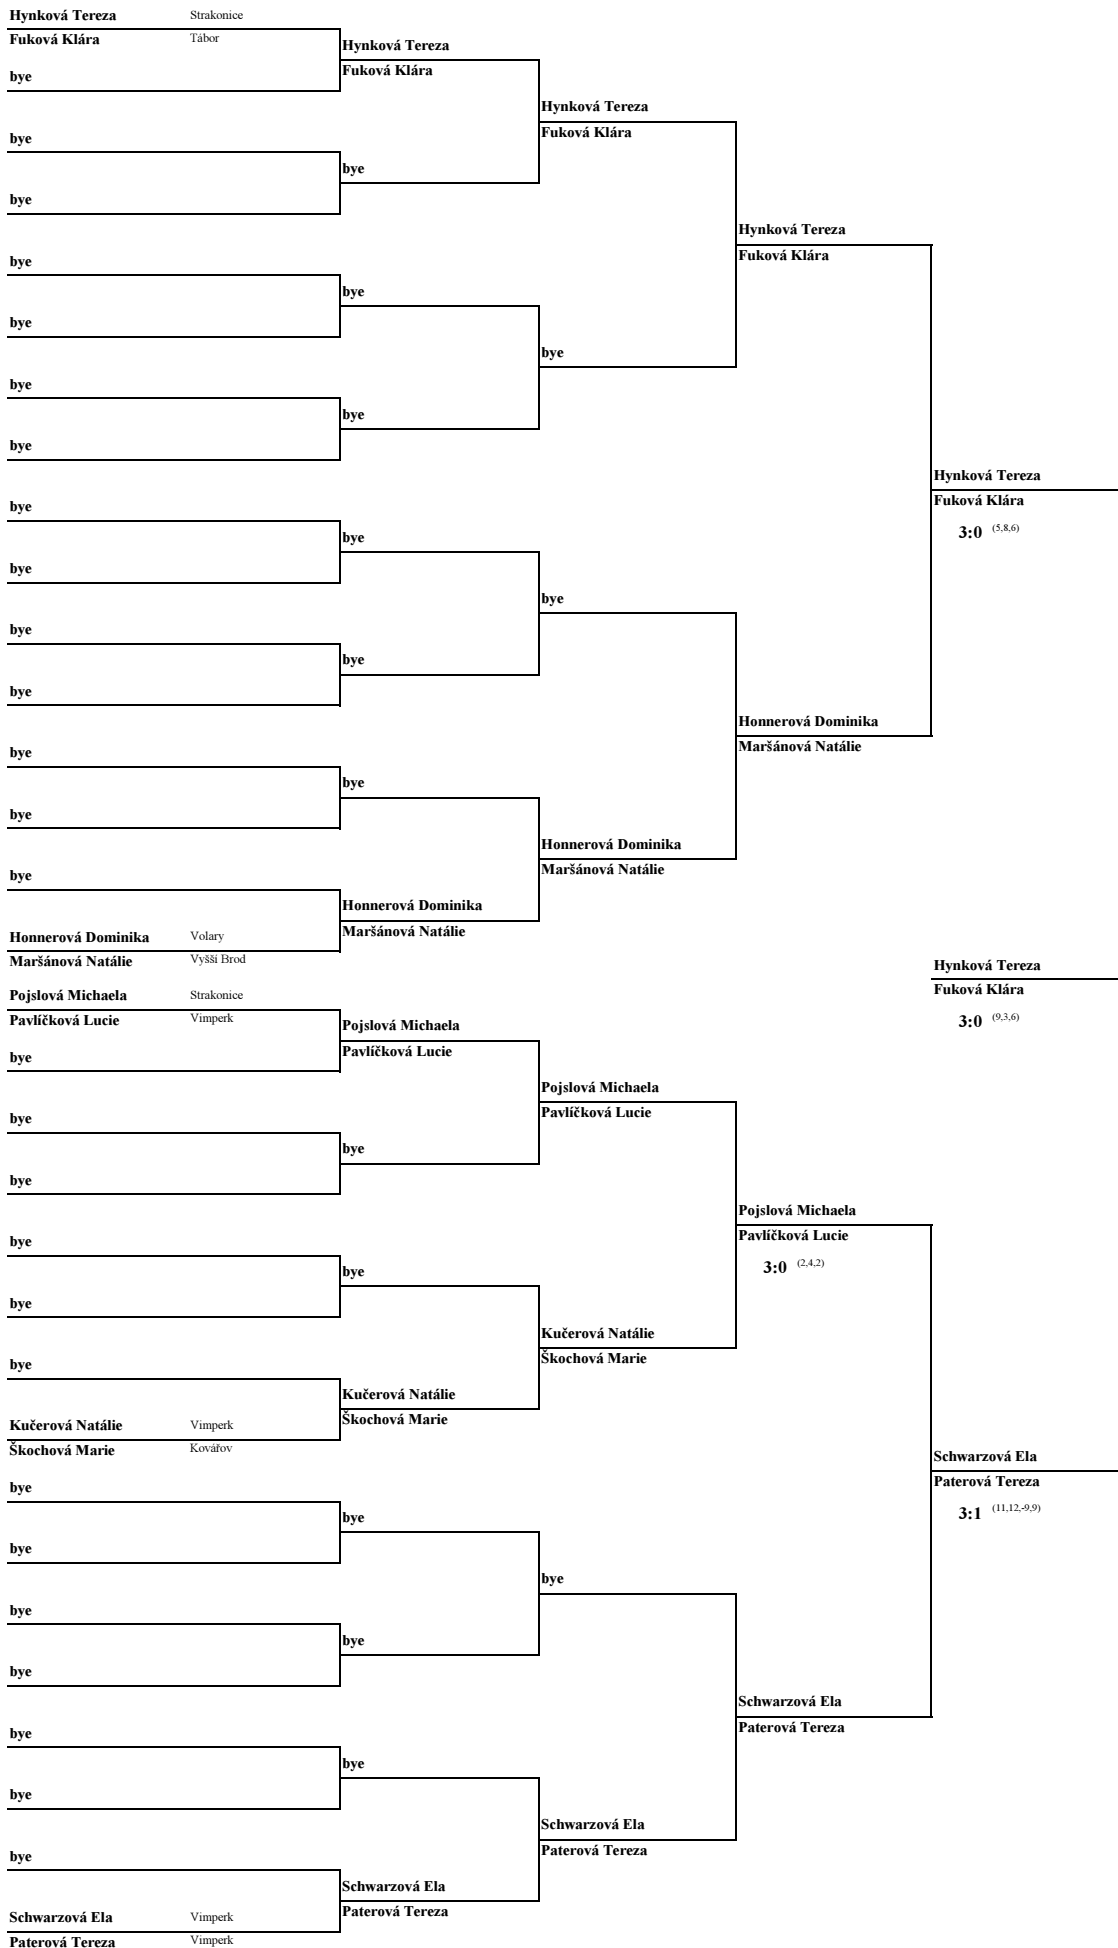 Hynková Tereza Strakonice
Fuková Klára Tábor
Hynková Tereza
Fuková Klára
bye
Hynková Tereza
Fuková Klára
bye
bye
bye
Hynková Tereza
Fuková Klára
bye
bye
bye
bye
bye
bye
bye
Hynková Tereza
Fuková Klára
3:0 (5,8,6)
bye
bye
bye
bye
bye
bye
bye
Honnerová Dominika
Maršánová Natálie
bye
bye
bye
Honnerová Dominika
Maršánová Natálie
bye
Honnerová Dominika
Maršánová Natálie
Honnerová Dominika Volary
Maršánová Natálie Vyšší Brod
Hynková Tereza
Fuková Klára
3:0 (9,3,6)
Pojslová Michaela Strakonice
Pavlíčková Lucie Vimperk
Pojslová Michaela
Pavlíčková Lucie
bye
Pojslová Michaela
Pavlíčková Lucie
bye
bye
bye
Pojslová Michaela
Pavlíčková Lucie
3:0 (2,4,2)
bye
bye
bye
Kučerová Natálie
Škochová Marie
bye
Kučerová Natálie
Škochová Marie
Kučerová Natálie Vimperk
Škochová Marie Kovářov
Schwarzová Ela
Paterová Tereza
3:1 (11,12,-9,9)
bye
bye
bye
bye
bye
bye
bye
Schwarzová Ela
Paterová Tereza
bye
bye
bye
Schwarzová Ela
Paterová Tereza
bye
Schwarzová Ela
Paterová Tereza
Schwarzová Ela Vimperk
Paterová Tereza Vimperk